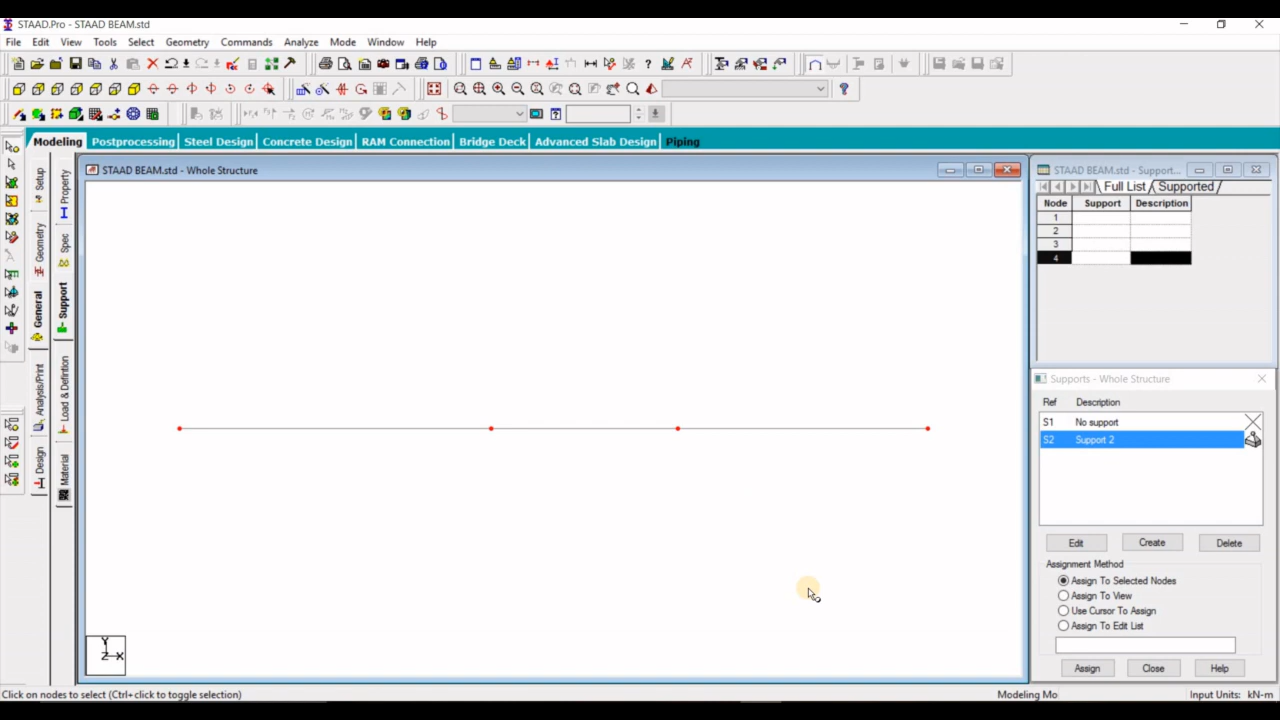 STAAD.Pro - STAAD BEAM.std
File Edit View Tools Select Geometry Commands Analyze Mode Window Help
Modeling Postprocessing Steel Design Concrete Design RAM Connection Bridge Deck Advanced Slab Design Piping
Setup
Geometry
General
Analysis/Print
Design
Property
Spec
Support
Load & Definition
Material
STAAD BEAM.std - Whole Structure
Y
Z X
STAAD BEAM.std - Support...
Full List Supported
Node Support Description
1
2
3
4
Supports - Whole Structure
Ref Description
S1 No support
S2 Support 2
Edit Create Delete
Assignment Method
Assign To Selected Nodes
Assign To View
Use Cursor To Assign
Assign To Edit List
Assign Close Help
Click on nodes to select (Ctrl+click to toggle selection) Modeling Mo Input Units: kN-m